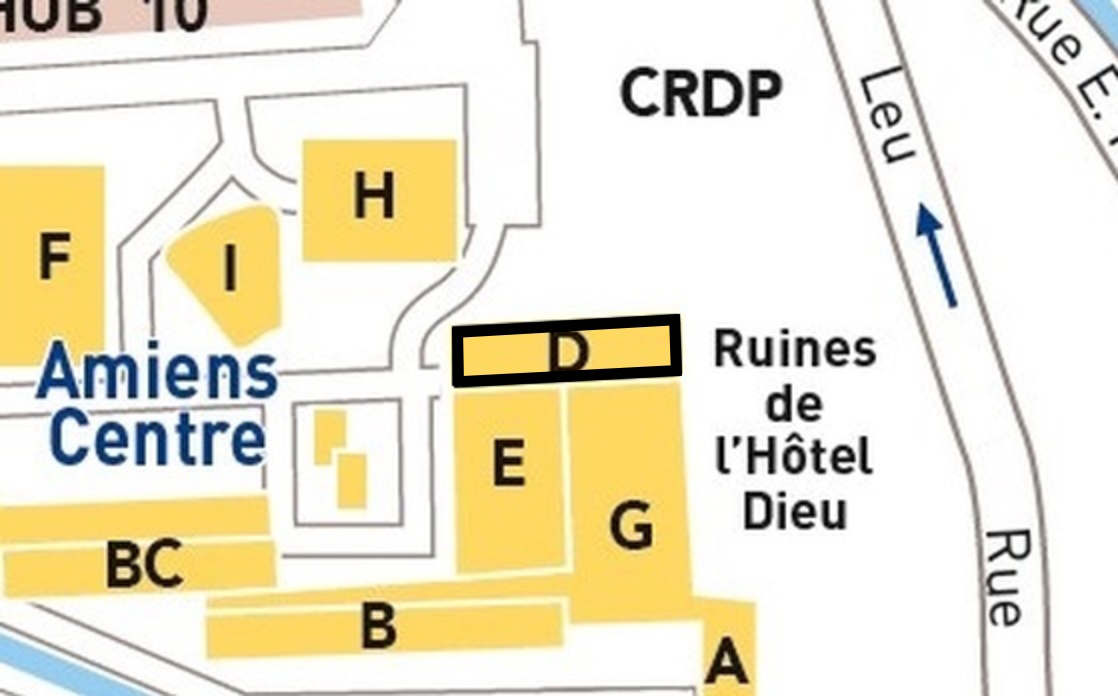 HUB 10
CRDP
Leu
Rue E.
H
F
I
D
Ruines
de
l'Hôtel
Dieu
Amiens
Centre
E
G
BC
B
A
Rue